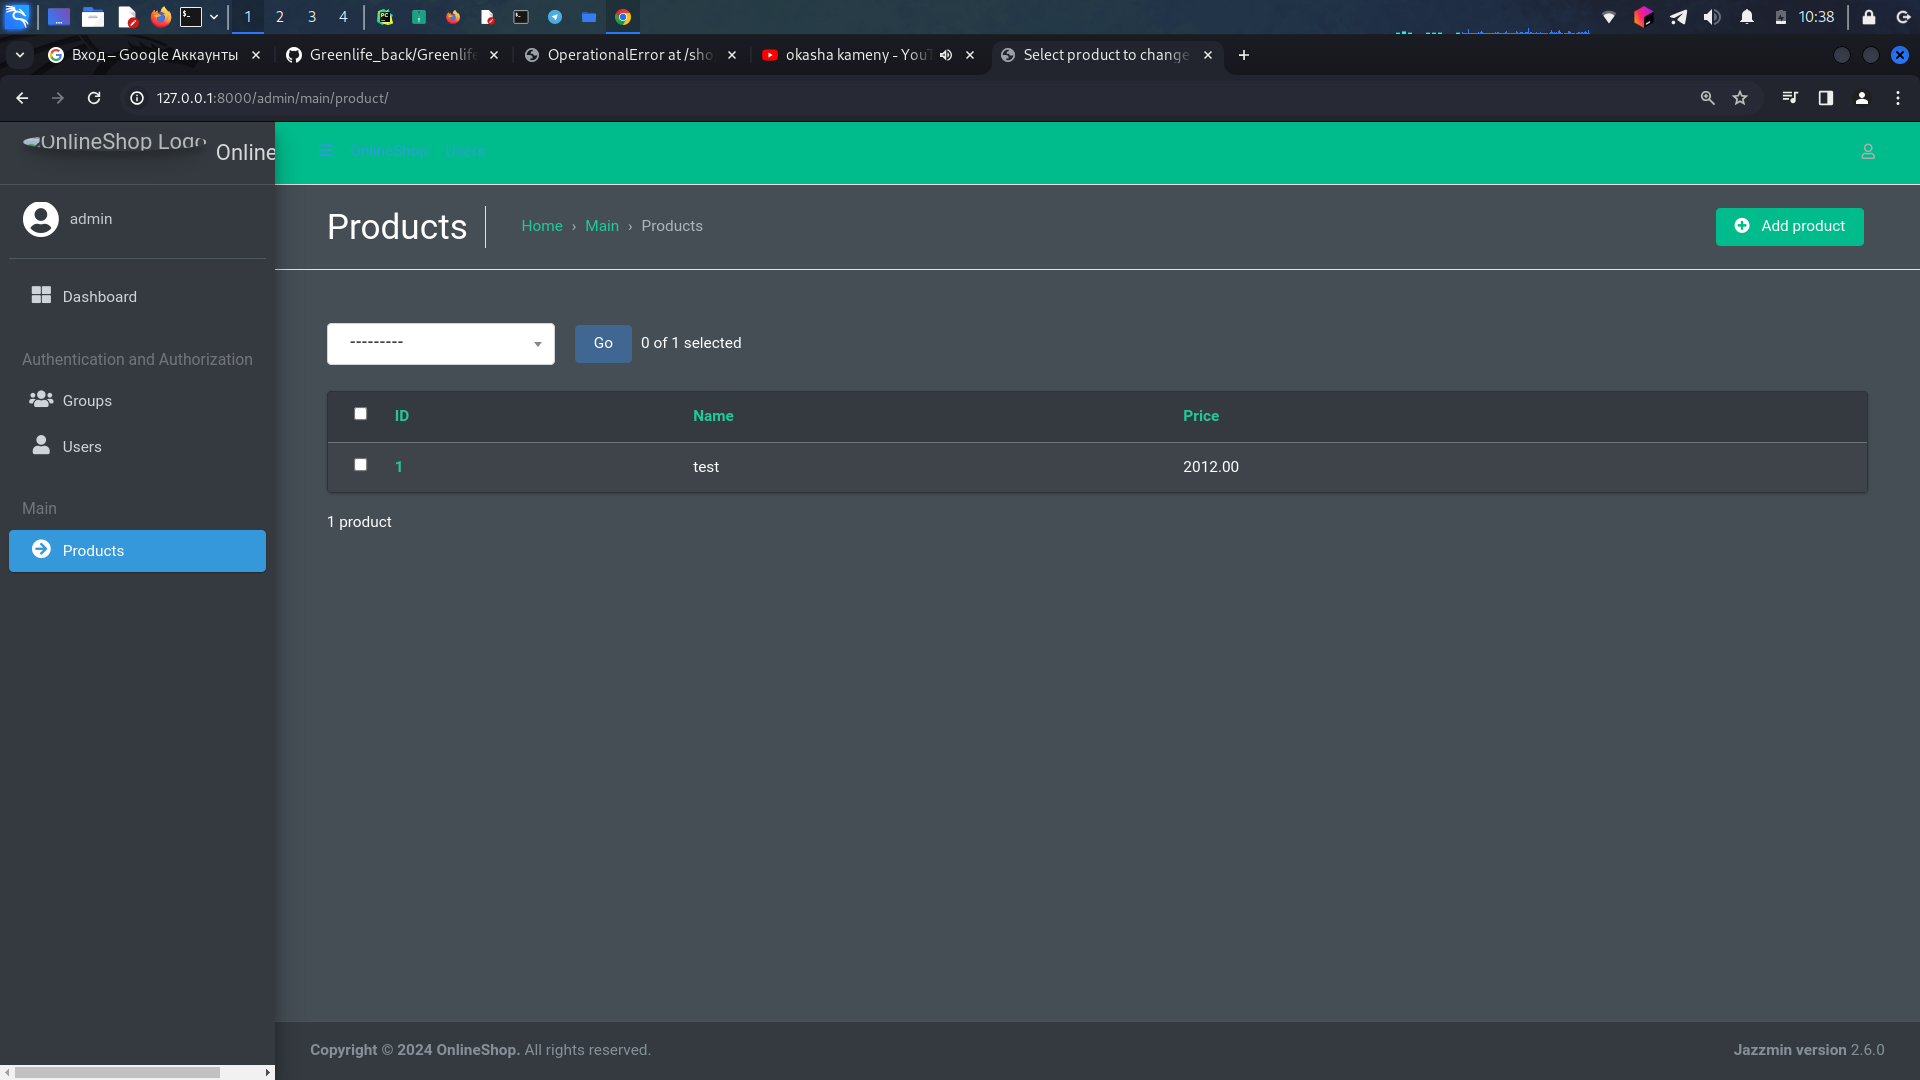 1 2 3 4 10:38
Вход – Google Аккаунты
Greenlife_back/Greenlife
OperationalError at /sho
okasha kameny - YouT
Select product to change
127.0.0.1:8000/admin/main/product/
OnlineShop Logo
Online
OnlineShop Users
admin
Products
Home › Main › Products
Add product
Dashboard
Authentication and Authorization
Groups
Users
Main
Products
---------
Go
0 of 1 selected
ID Name Price
1 test 2012.00
1 product
Copyright © 2024 OnlineShop. All rights reserved.
Jazzmin version 2.6.0